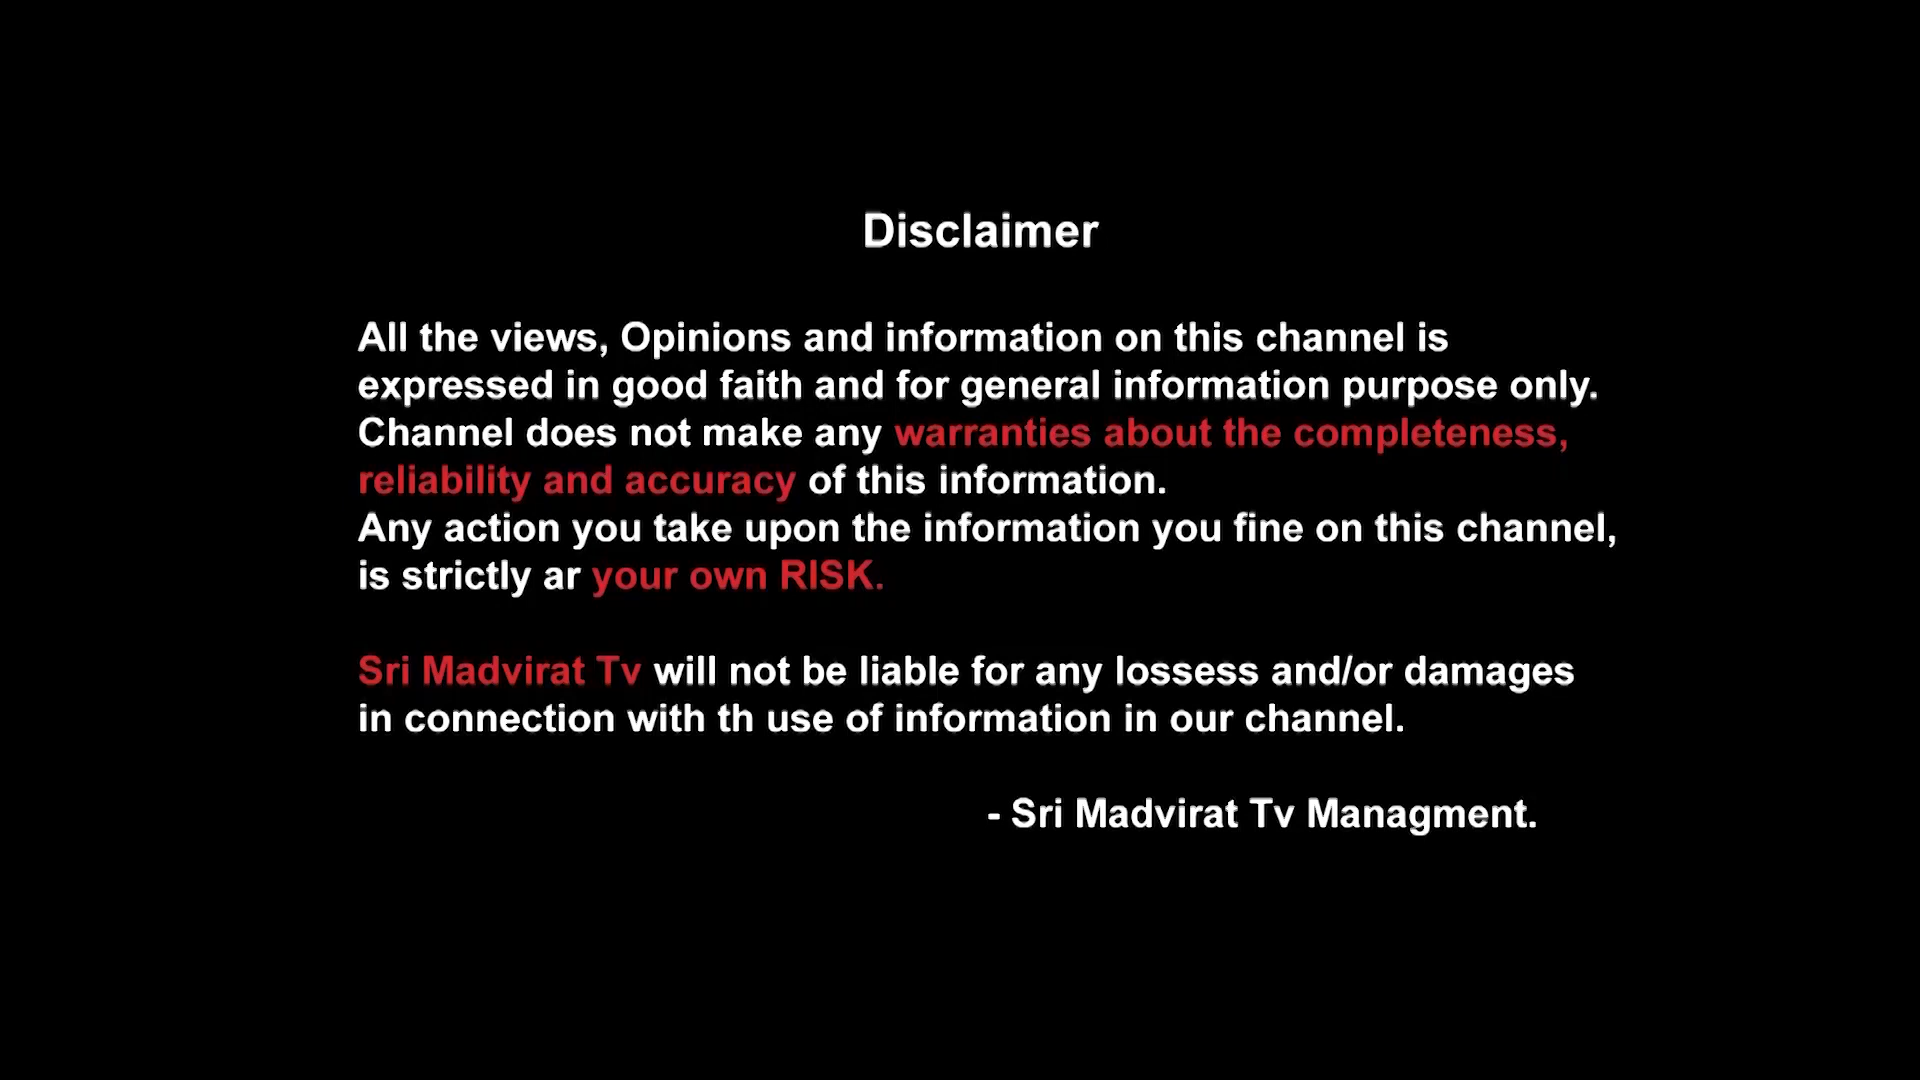 Disclaimer
All the views, Opinions and information on this channel is
expressed in good faith and for general information purpose only.
Channel does not make any warranties about the completeness,
reliability and accuracy of this information.
Any action you take upon the information you fine on this channel,
is strictly ar your own RISK.
Sri Madvirat Tv will not be liable for any lossess and/or damages
in connection with th use of information in our channel.
- Sri Madvirat Tv Managment.